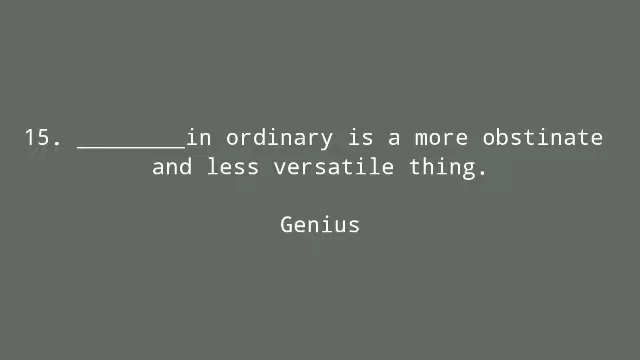 15. ________in ordinary is a more obstinate
and less versatile thing.
Genius